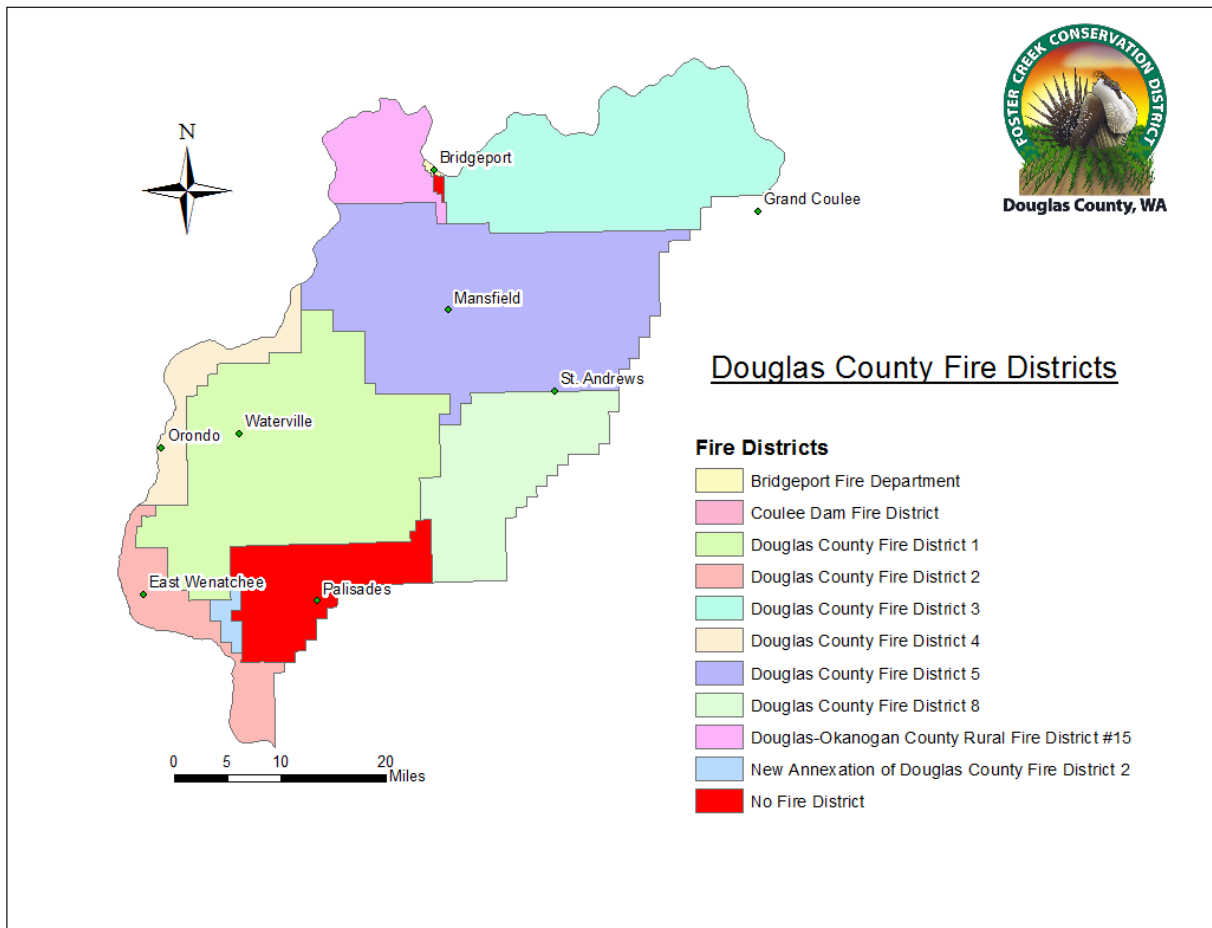 FOSTER CREEK CONSERVATION DISTRICT
Douglas County, WA
N
Bridgeport
Grand Coulee
Mansfield
St. Andrews
Waterville
Orondo
East Wenatchee
Palisades
0 5 10 20
Miles
Douglas County Fire Districts
Fire Districts
Bridgeport Fire Department
Coulee Dam Fire District
Douglas County Fire District 1
Douglas County Fire District 2
Douglas County Fire District 3
Douglas County Fire District 4
Douglas County Fire District 5
Douglas County Fire District 8
Douglas-Okanogan County Rural Fire District #15
New Annexation of Douglas County Fire District 2
No Fire District